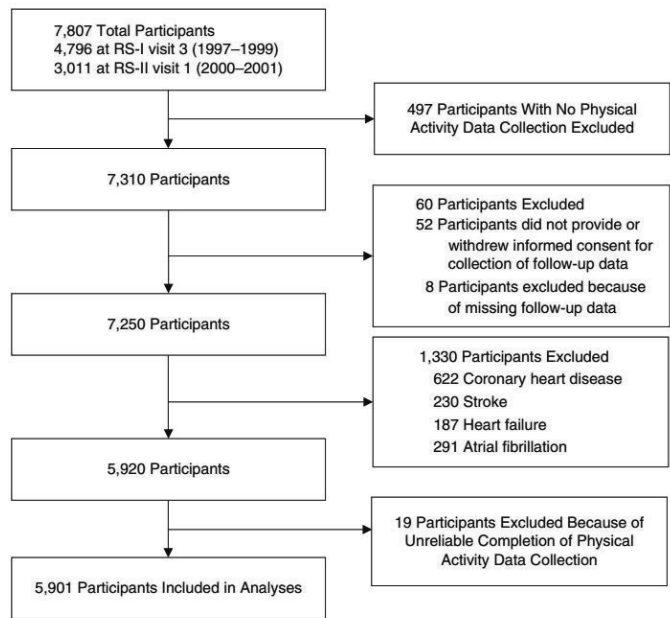 7,807 Total Participants
4,796 at RS-I visit 3 (1997–1999)
3,011 at RS-II visit 1 (2000–2001)
497 Participants With No Physical
Activity Data Collection Excluded
7,310 Participants
60 Participants Excluded
52 Participants did not provide or
withdrew informed consent for
collection of follow-up data
8 Participants excluded because
of missing follow-up data
7,250 Participants
1,330 Participants Excluded
622 Coronary heart disease
230 Stroke
187 Heart failure
291 Atrial fibrillation
5,920 Participants
19 Participants Excluded Because of
Unreliable Completion of Physical
Activity Data Collection
5,901 Participants Included in Analyses